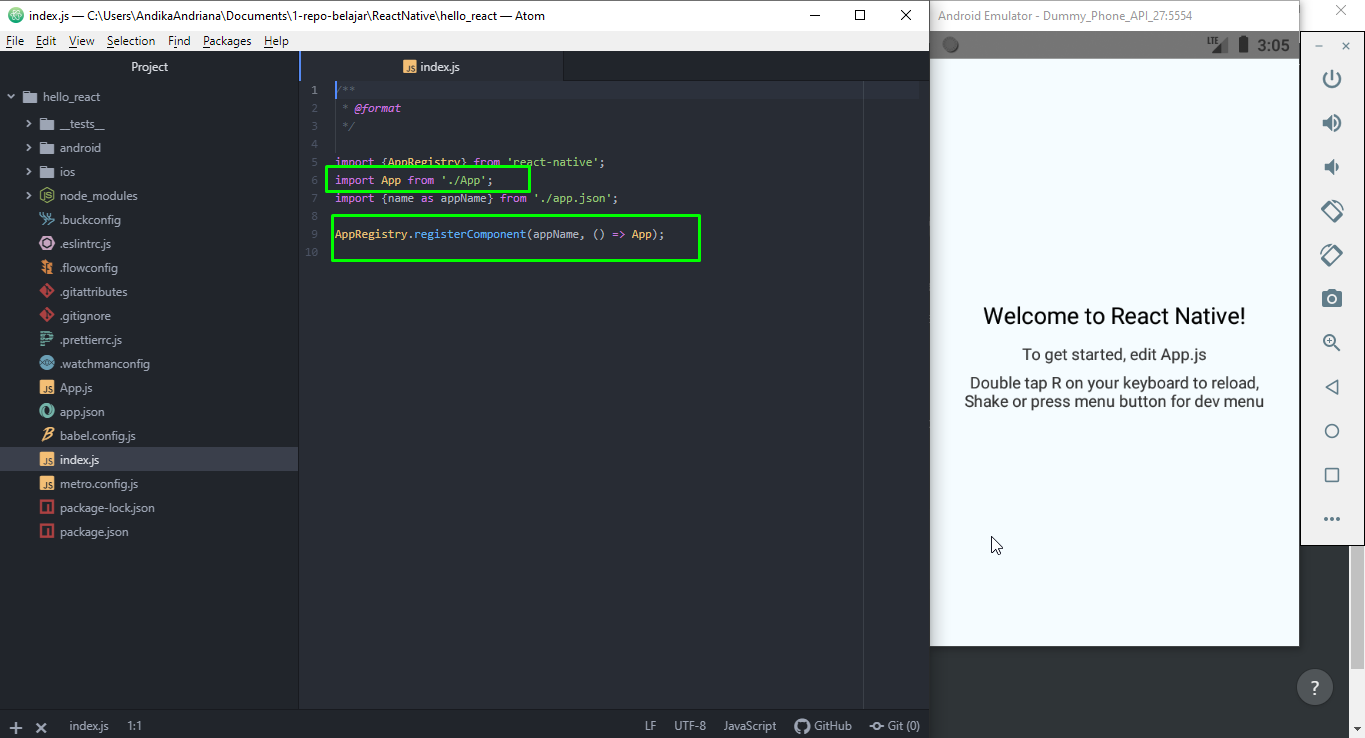 index.js — C:\Users\AndikaAndriana\Documents\1-repo-belajar\ReactNative\hello_react — Atom
File Edit View Selection Find Packages Help
Project
hello_react
__tests__
android
ios
node_modules
.buckconfig
.eslintrc.js
.flowconfig
.gitattributes
.gitignore
.prettierrc.js
.watchmanconfig
JS App.js
app.json
babel.config.js
JS index.js
JS metro.config.js
package-lock.json
package.json
JS index.js
1 /**
2 * @format
3 */
4
5 import {AppRegistry} from 'react-native';
6 import App from './App';
7 import {name as appName} from './app.json';
8
9 AppRegistry.registerComponent(appName, () => App);
10
index.js 1:1 LF UTF-8 JavaScript GitHub Git (0)
Android Emulator - Dummy_Phone_API_27:5554
LTE 3:05
Welcome to React Native!
To get started, edit App.js
Double tap R on your keyboard to reload,
Shake or press menu button for dev menu
?